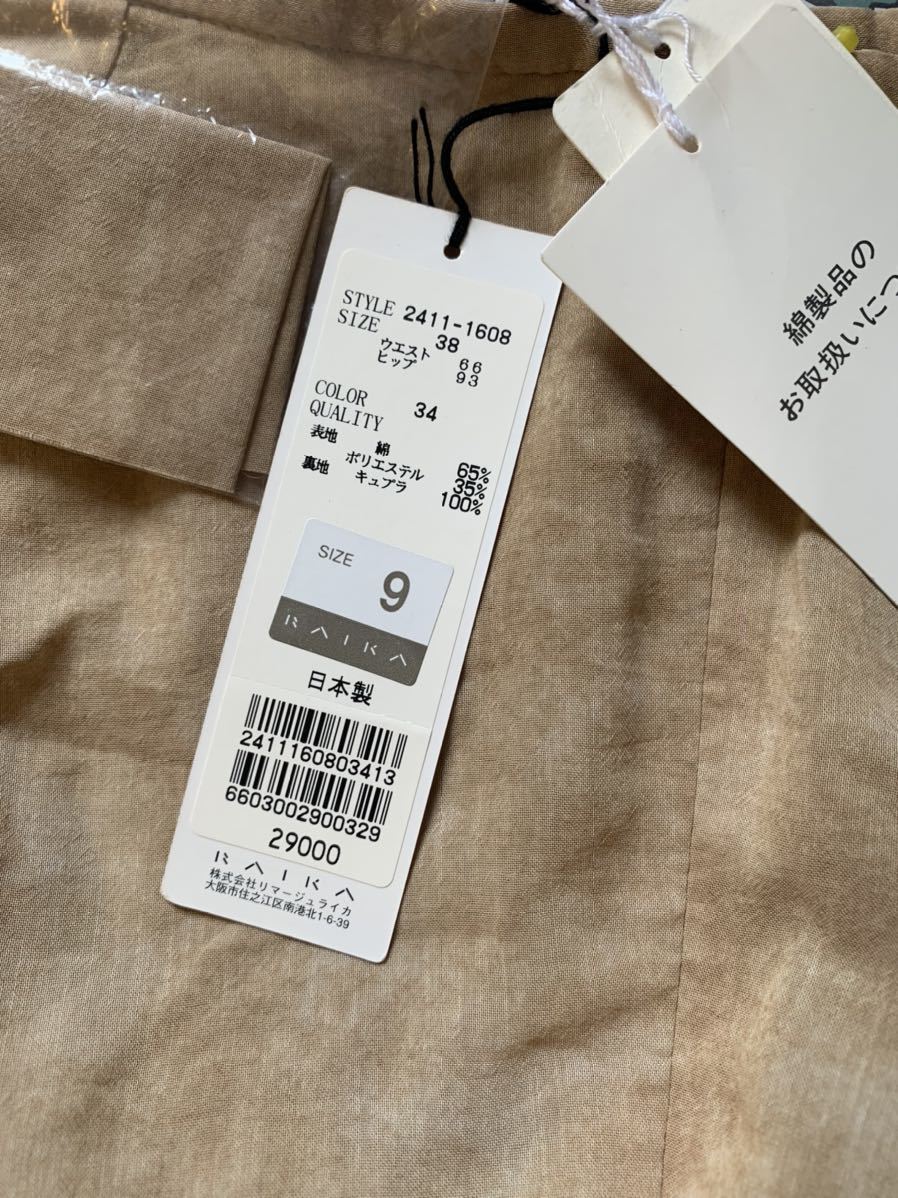 STYLE 2411-1608
SIZE 38
ウエスト 66
ヒップ 93
COLOR 34
QUALITY
表地 綿 65%
ポリエステル 35%
裏地 キュプラ 100%
SIZE
9
RAIKA
日本製
2411160803413
6603002900329
29000
RAIKA
株式会社リマージュライカ
大阪市住之江区南港北1-6-39
綿製品の
お取扱いにつ